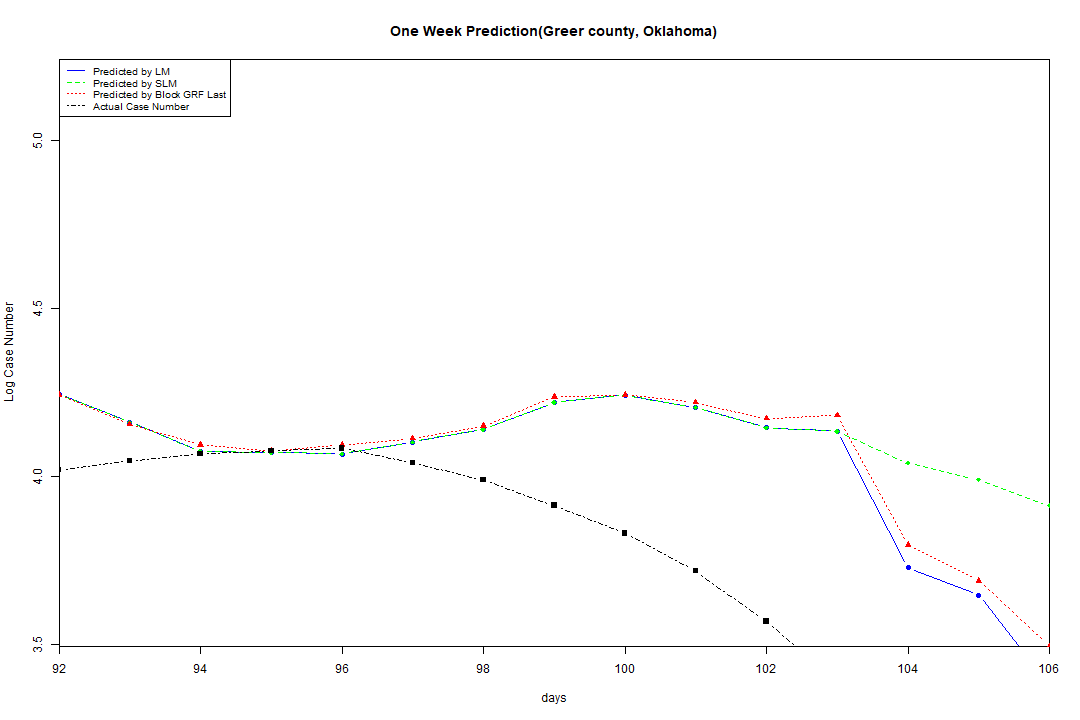 One Week Prediction(Greer county, Oklahoma)
Predicted by LM
Predicted by SLM
Predicted by Block GRF Last
Actual Case Number
Log Case Number
5.0
4.5
4.0
3.5
92 94 96 98 100 102 104 106
days